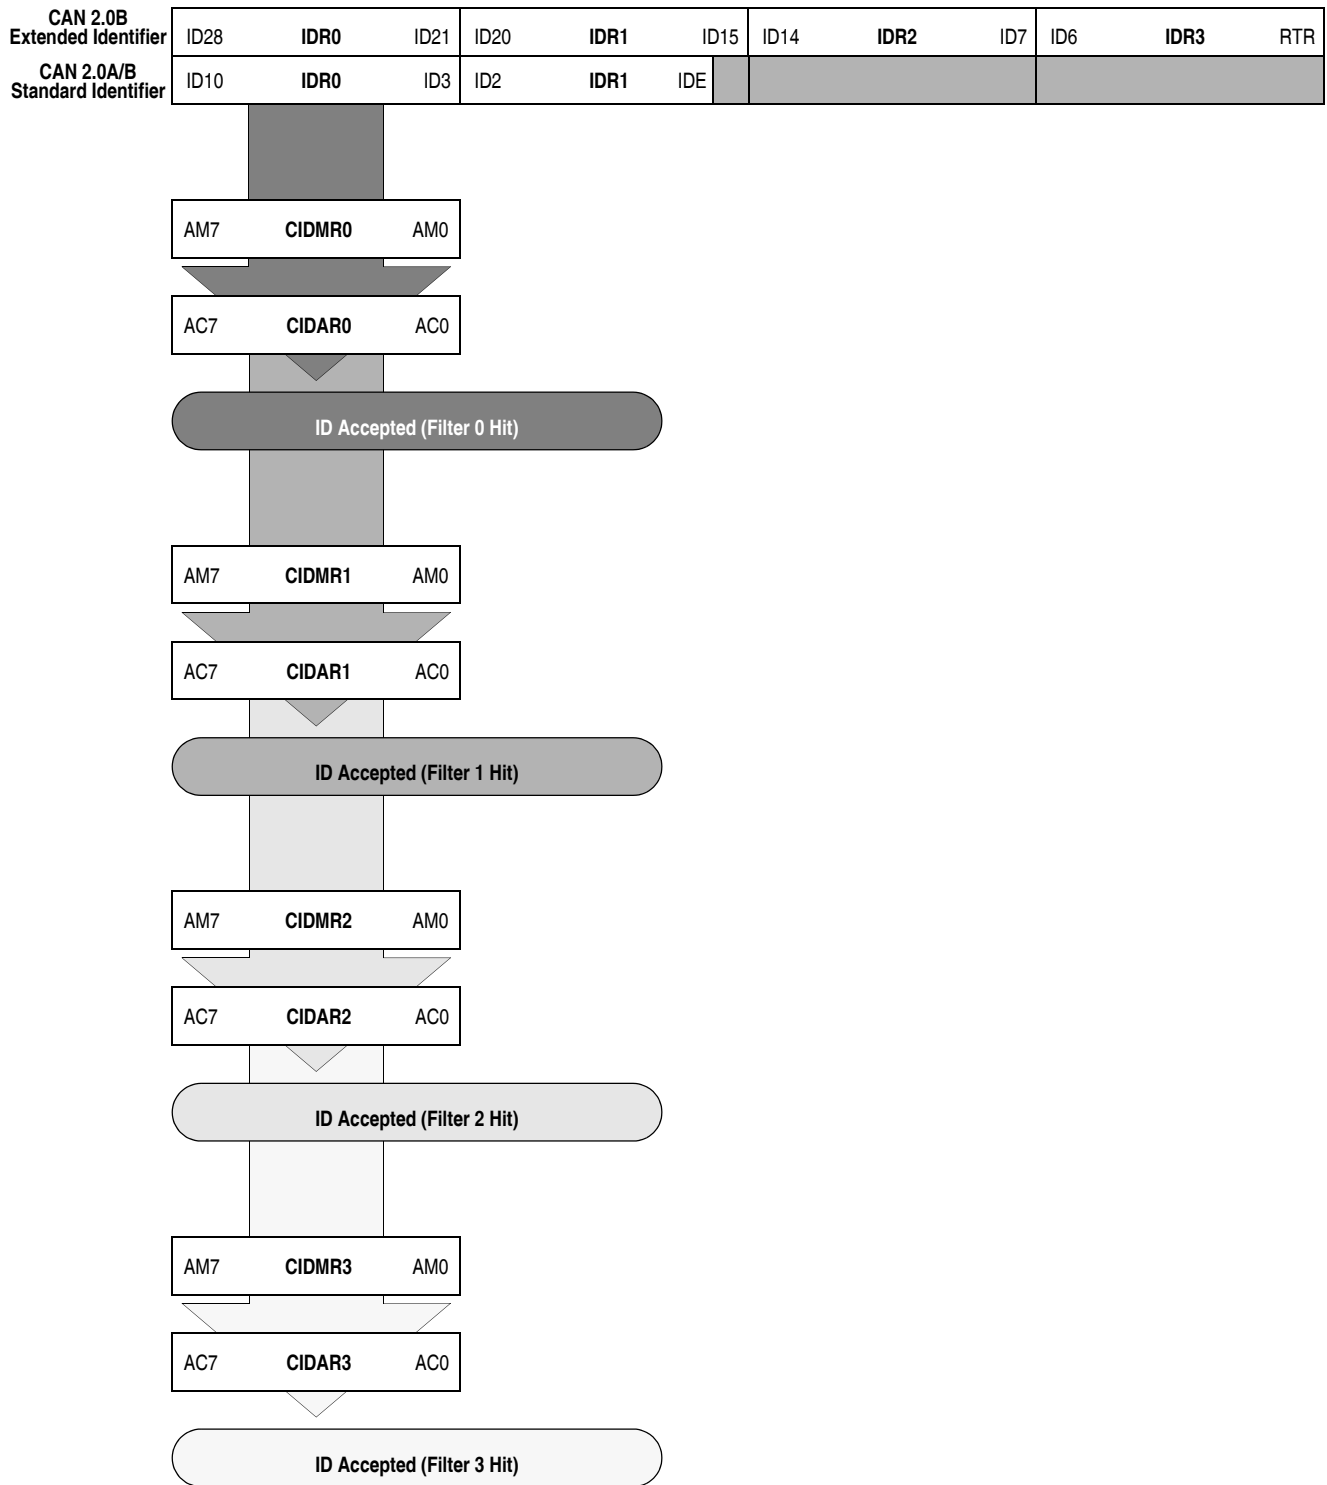 CAN 2.0B
Extended Identifier
ID28 IDR0 ID21 ID20 IDR1 ID15 ID14 IDR2 ID7 ID6 IDR3 RTR
CAN 2.0A/B
Standard Identifier
ID10 IDR0 ID3 ID2 IDR1 IDE
AM7 CIDMR0 AM0
AC7 CIDAR0 AC0
ID Accepted (Filter 0 Hit)
AM7 CIDMR1 AM0
AC7 CIDAR1 AC0
ID Accepted (Filter 1 Hit)
AM7 CIDMR2 AM0
AC7 CIDAR2 AC0
ID Accepted (Filter 2 Hit)
AM7 CIDMR3 AM0
AC7 CIDAR3 AC0
ID Accepted (Filter 3 Hit)